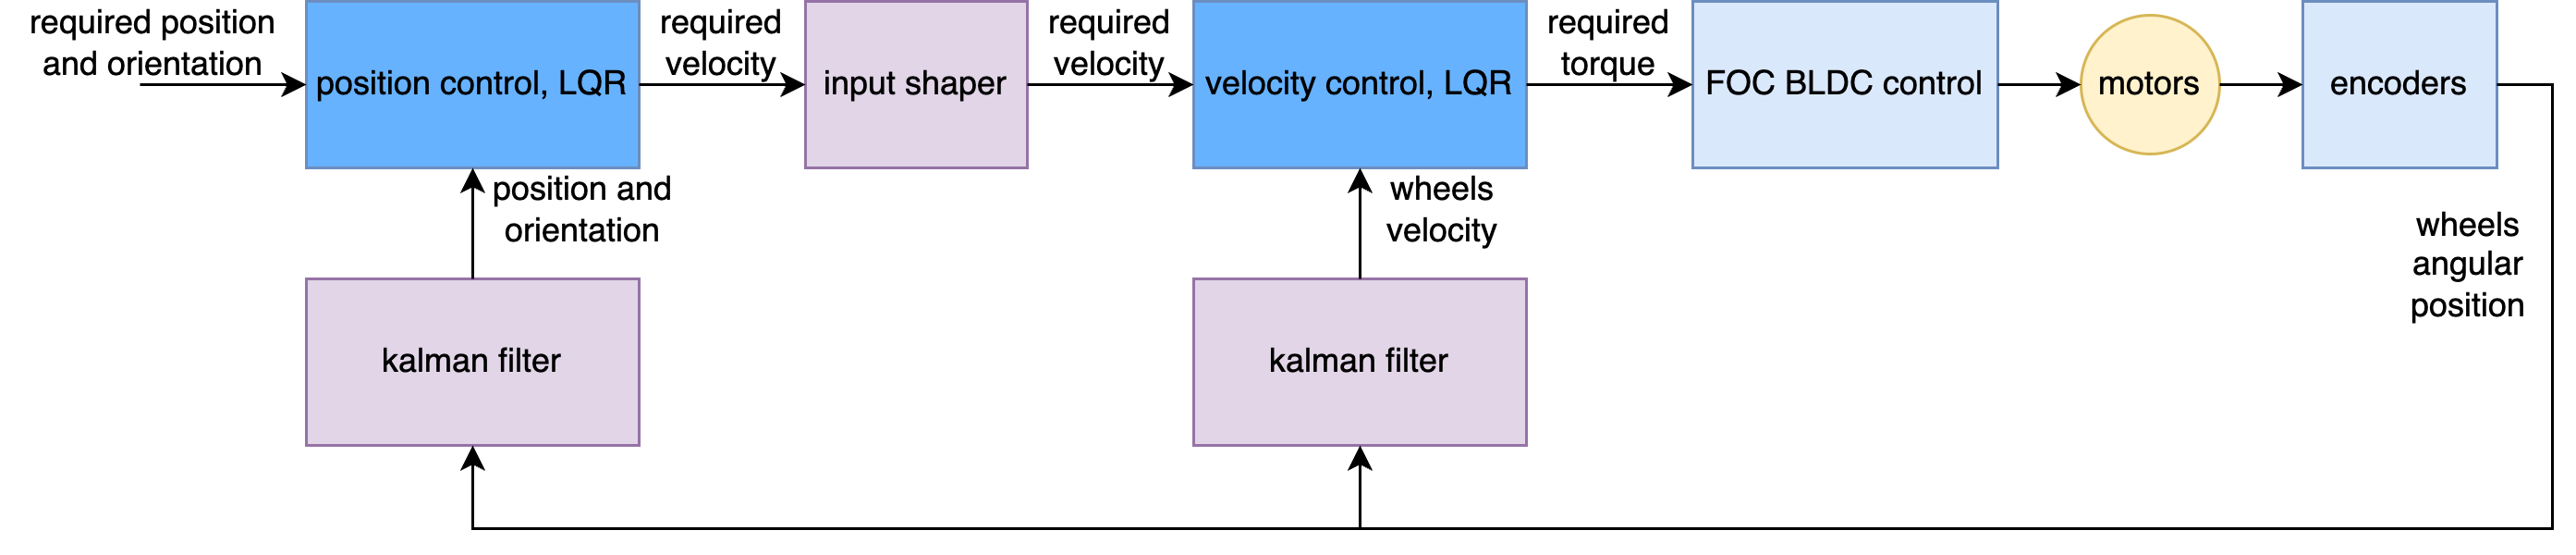 required position
and orientation
position control, LQR
required
velocity
input shaper
required
velocity
velocity control, LQR
required
torque
FOC BLDC control
motors
encoders
position and
orientation
wheels
velocity
wheels
angular
position
kalman filter
kalman filter